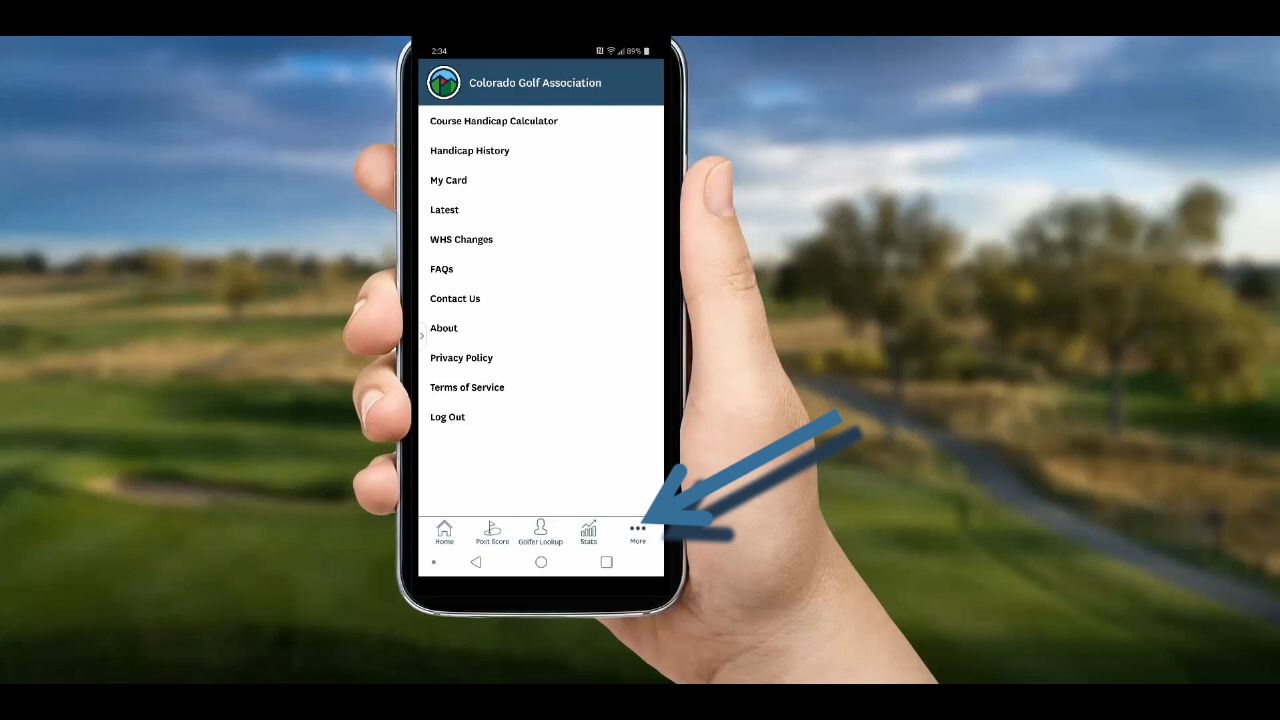 2:34
89%
Colorado Golf Association
Course Handicap Calculator
Handicap History
My Card
Latest
WHS Changes
FAQs
Contact Us
About
Privacy Policy
Terms of Service
Log Out
Home Post Score Golfer Lookup Stats More